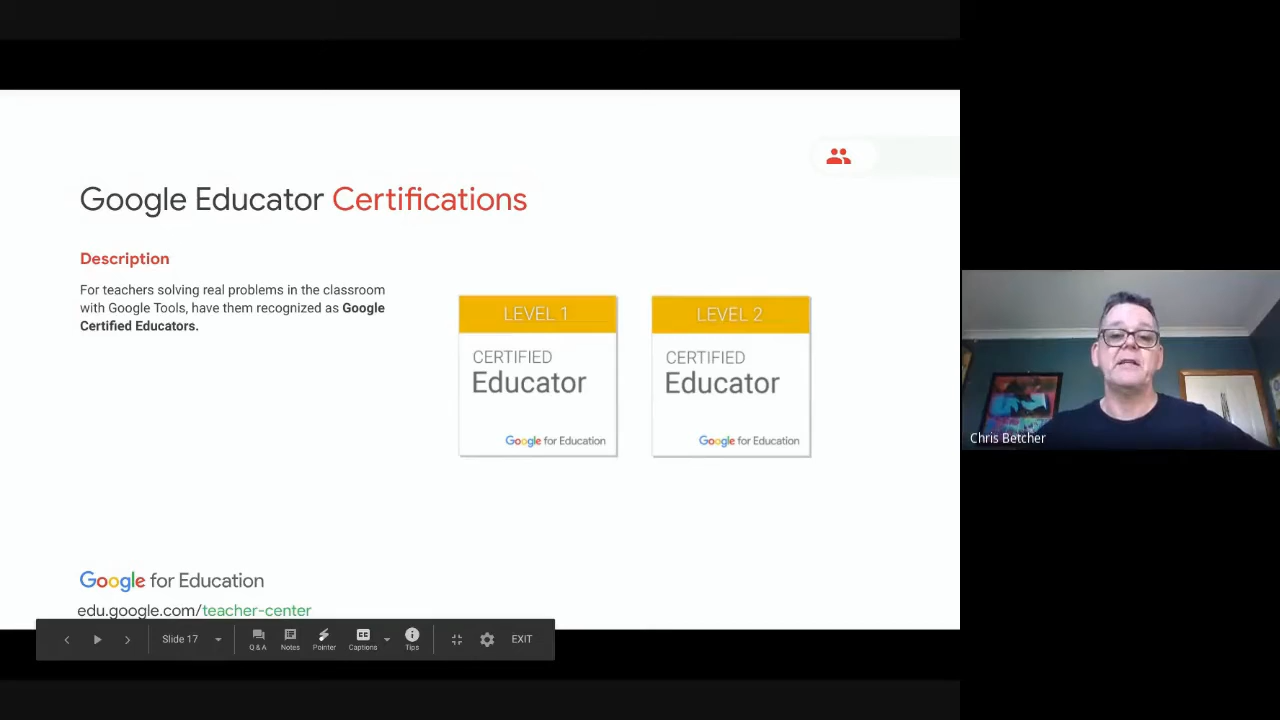 Google Educator Certifications
Description
For teachers solving real problems in the classroom
with Google Tools, have them recognized as Google
Certified Educators.
LEVEL 1
CERTIFIED
Educator
Google for Education
LEVEL 2
CERTIFIED
Educator
Google for Education
Google for Education
edu.google.com/teacher-center
Slide 17
Q & A
Notes
Pointer
Captions
Tips
EXIT
Chris Betcher